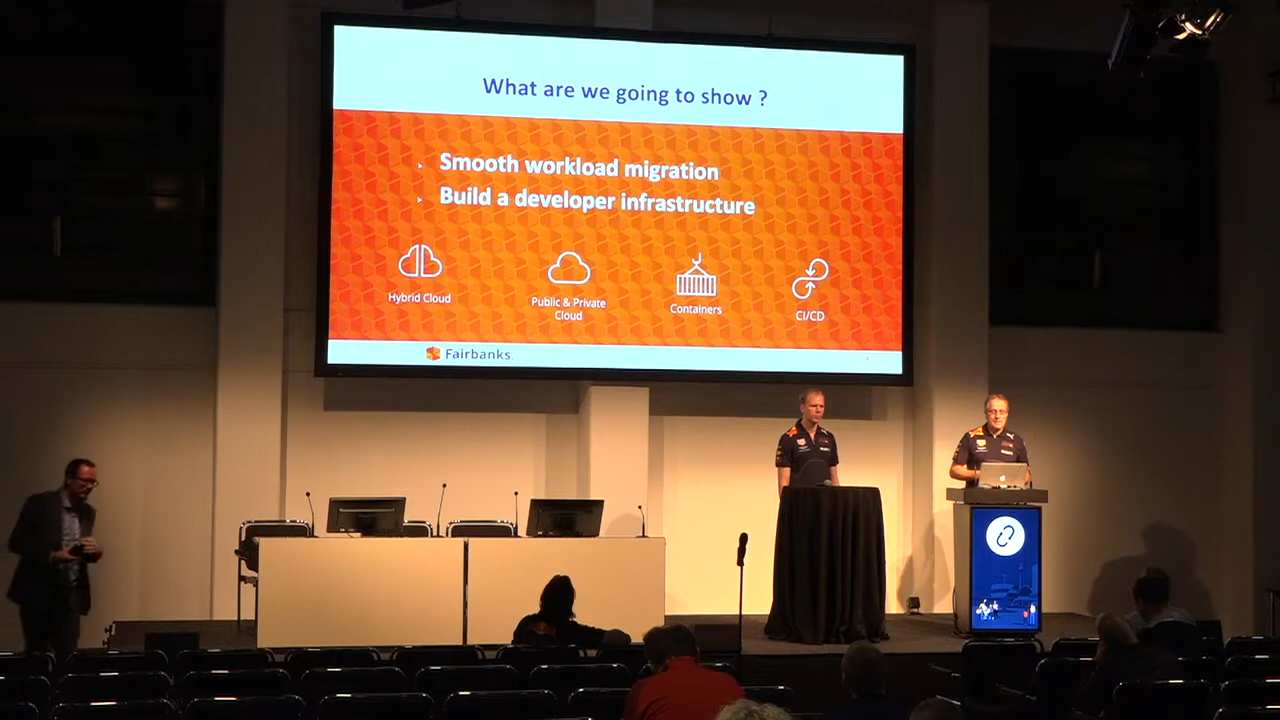 What are we going to show ?
Smooth workload migration
Build a developer infrastructure
Hybrid Cloud
Public & Private
Cloud
Containers
CI/CD
Fairbanks